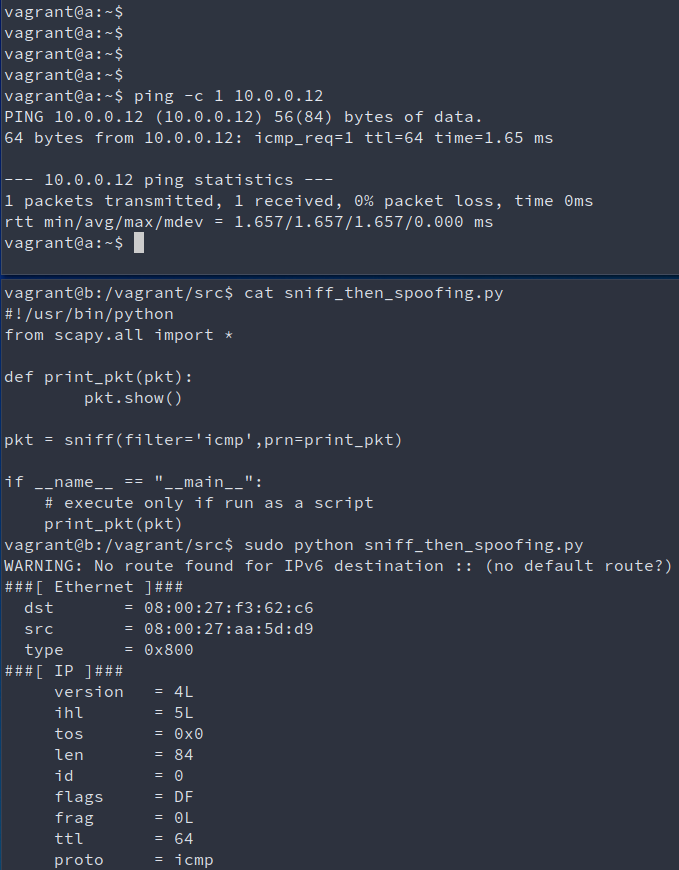 vagrant@a:~$
vagrant@a:~$
vagrant@a:~$
vagrant@a:~$
vagrant@a:~$ ping -c 1 10.0.0.12
PING 10.0.0.12 (10.0.0.12) 56(84) bytes of data.
64 bytes from 10.0.0.12: icmp_req=1 ttl=64 time=1.65 ms

--- 10.0.0.12 ping statistics ---
1 packets transmitted, 1 received, 0% packet loss, time 0ms
rtt min/avg/max/mdev = 1.657/1.657/1.657/0.000 ms
vagrant@a:~$
vagrant@b:/vagrant/src$ cat sniff_then_spoofing.py
#!/usr/bin/python
from scapy.all import *

def print_pkt(pkt):
        pkt.show()

pkt = sniff(filter='icmp',prn=print_pkt)

if __name__ == "__main__":
    # execute only if run as a script
    print_pkt(pkt)
vagrant@b:/vagrant/src$ sudo python sniff_then_spoofing.py
WARNING: No route found for IPv6 destination :: (no default route?)
###[ Ethernet ]###
  dst       = 08:00:27:f3:62:c6
  src       = 08:00:27:aa:5d:d9
  type      = 0x800
###[ IP ]###
     version   = 4L
     ihl       = 5L
     tos       = 0x0
     len       = 84
     id        = 0
     flags     = DF
     frag      = 0L
     ttl       = 64
     proto     = icmp